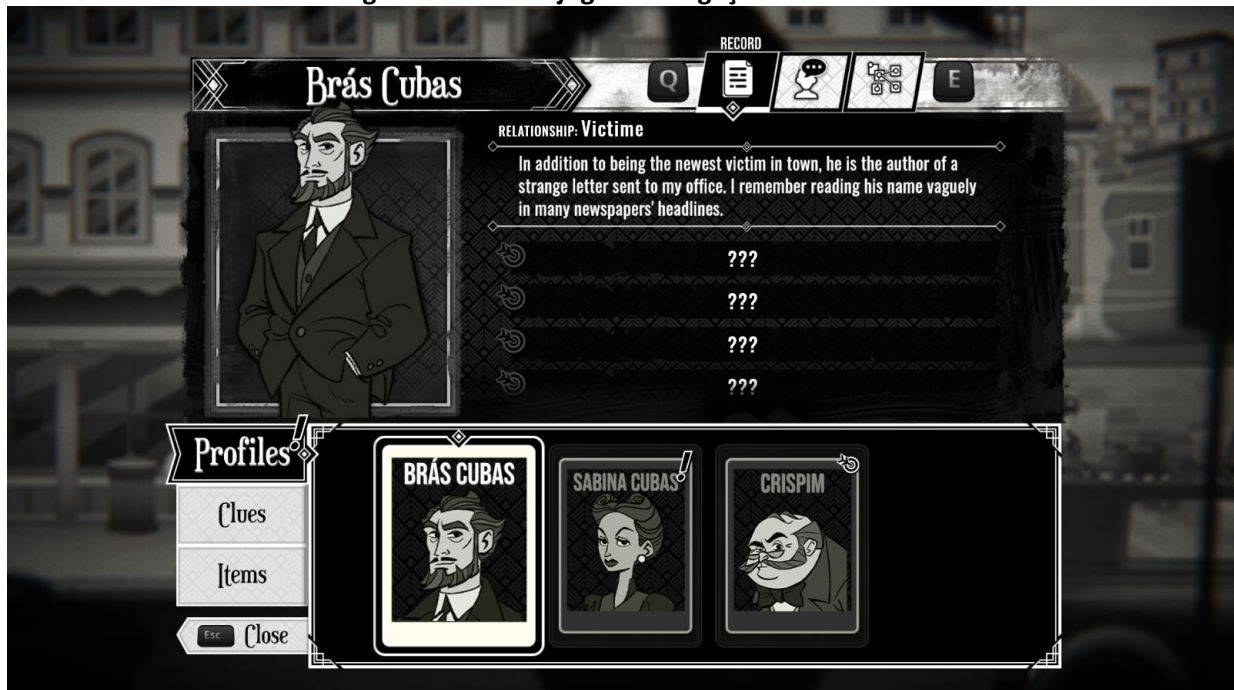 RECORD
Brás Cubas
Q
E
RELATIONSHIP: Victime
In addition to being the newest victim in town, he is the author of a
strange letter sent to my office. I remember reading his name vaguely
in many newspapers' headlines.
???
???
???
???
Profiles!
Clues
Items
Esc Close
BRÁS CUBAS
SABINA CUBAS!
CRISPIM